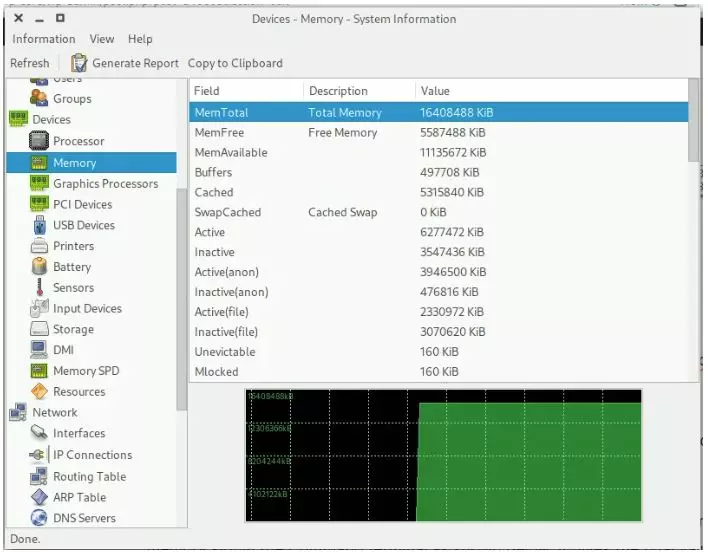 Devices - Memory - System Information
Information View Help
Refresh Generate Report Copy to Clipboard
Users
Groups
Devices
Processor
Memory
Graphics Processors
PCI Devices
USB Devices
Printers
Battery
Sensors
Input Devices
Storage
DMI
Memory SPD
Resources
Network
Interfaces
IP Connections
Routing Table
ARP Table
DNS Servers
Field Description Value
MemTotal Total Memory 16408488 KiB
MemFree Free Memory 5587488 KiB
MemAvailable 11135672 KiB
Buffers 497708 KiB
Cached 5315840 KiB
SwapCached Cached Swap 0 KiB
Active 6277472 KiB
Inactive 3547436 KiB
Active(anon) 3946500 KiB
Inactive(anon) 476816 KiB
Active(file) 2330972 KiB
Inactive(file) 3070620 KiB
Unevictable 160 KiB
Mlocked 160 KiB
16408488kB
12306366kB
8204244kB
4102122kB
Done.